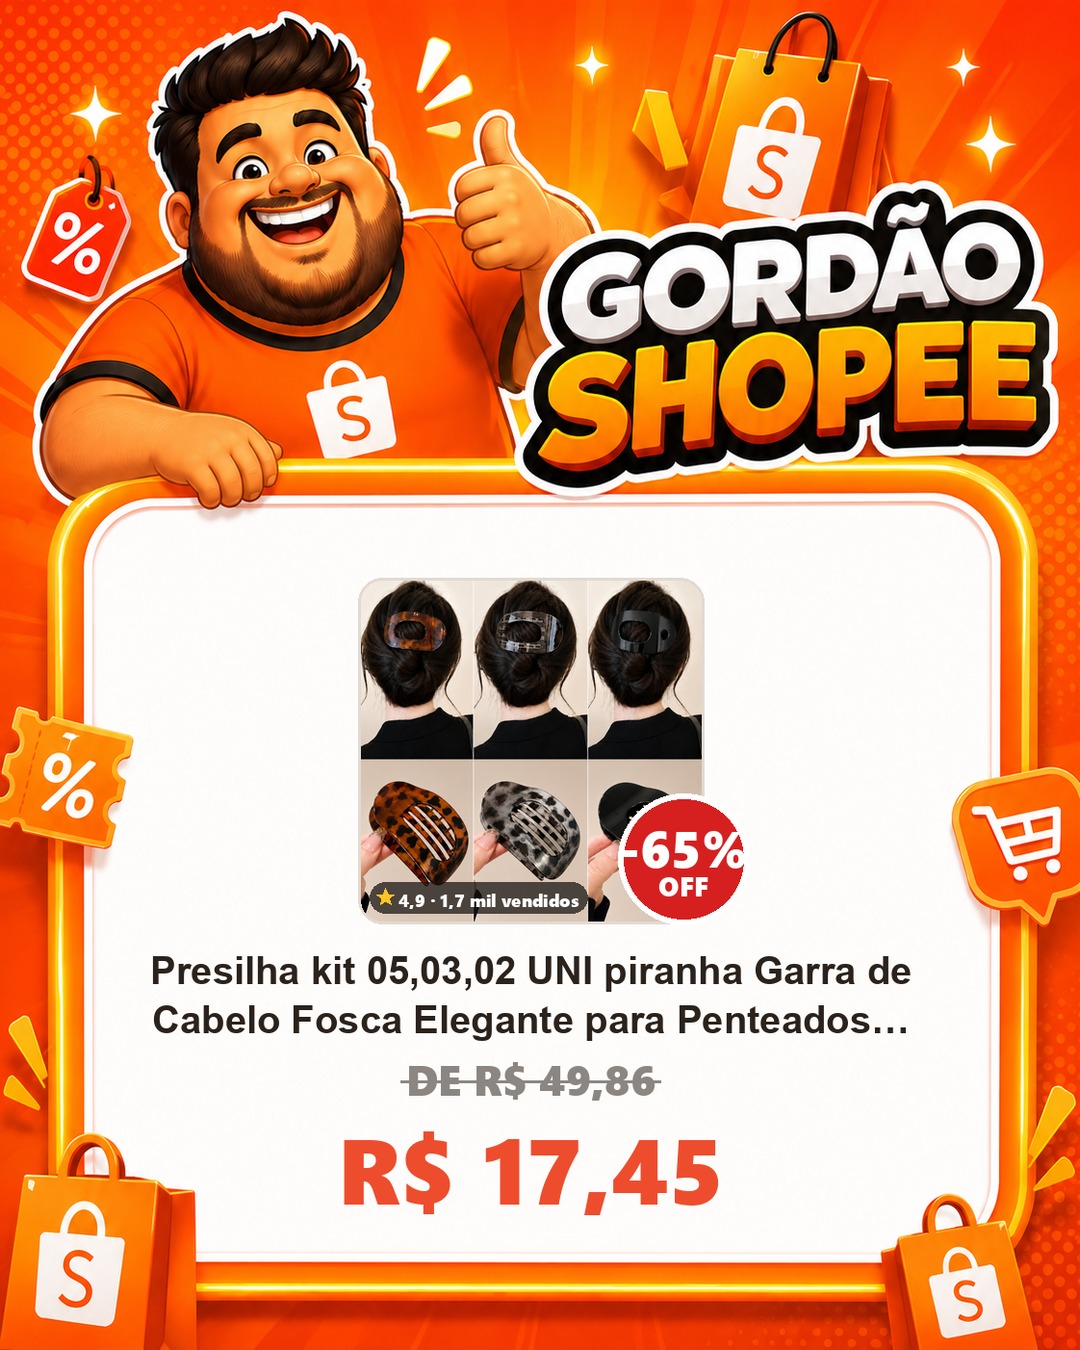 %
S
GORDÃO
SHOPEE
S
%
-65%
OFF
4,9 · 1,7 mil vendidos
Presilha kit 05,03,02 UNI piranha Garra de
Cabelo Fosca Elegante para Penteados...
DE R$ 49,86
R$ 17,45
S
S